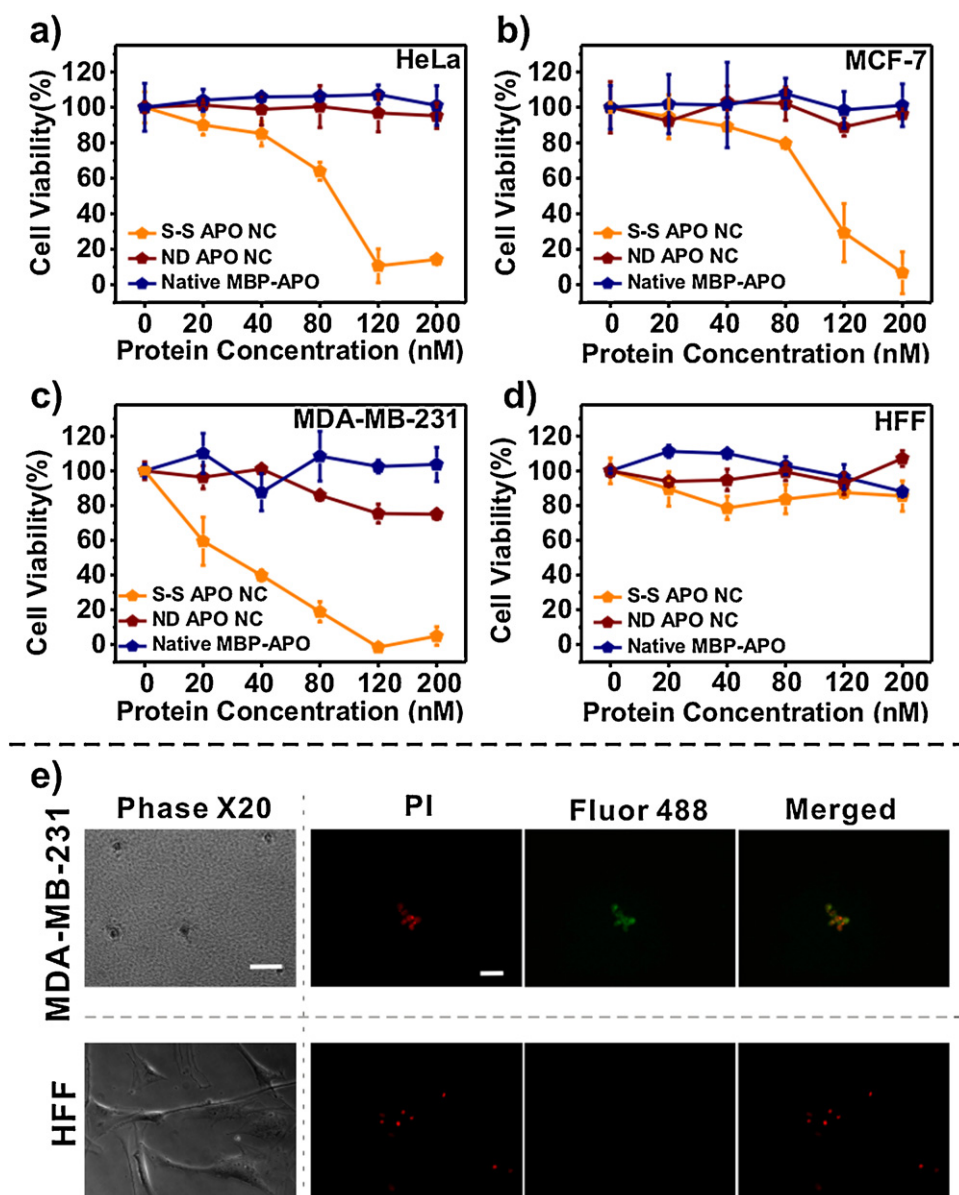 a)
HeLa
Cell Viability(%)
120
100
80
60
40
20
0
S-S APO NC
ND APO NC
Native MBP-APO
0 20 40 80 120 200
Protein Concentration (nM)
b)
MCF-7
Cell Viability(%)
120
100
80
60
40
20
0
S-S APO NC
ND APO NC
Native MBP-APO
0 20 40 80 120 200
Protein Concentration (nM)
c)
MDA-MB-231
Cell Viability(%)
120
100
80
60
40
20
0
S-S APO NC
ND APO NC
Native MBP-APO
0 20 40 80 120 200
Protein Concentration (nM)
d)
HFF
Cell Viability(%)
120
100
80
60
40
20
0
S-S APO NC
ND APO NC
Native MBP-APO
0 20 40 80 120 200
Protein Concentration (nM)
e)
Phase X20 PI Fluor 488 Merged
MDA-MB-231
HFF